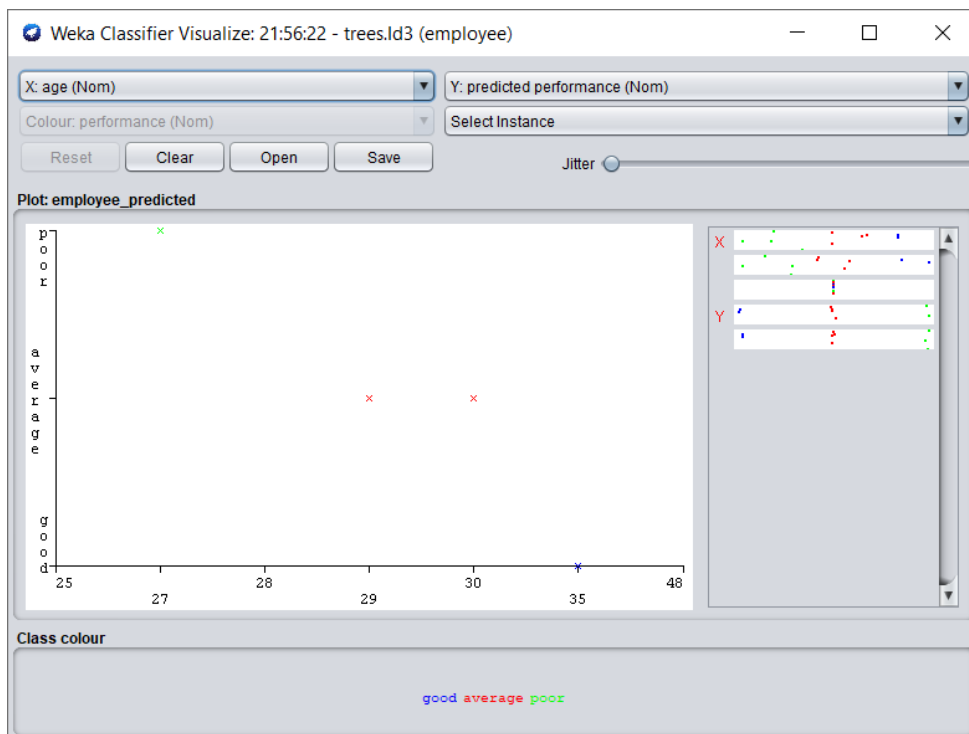 Weka Classifier Visualize: 21:56:22 - trees.Id3 (employee)
X: age (Nom) Y: predicted performance (Nom)
Colour: performance (Nom) Select Instance
Reset Clear Open Save Jitter
Plot: employee_predicted
poor
average
good
25 28 30 48
27 29 35
X
Y
Class colour
good average poor